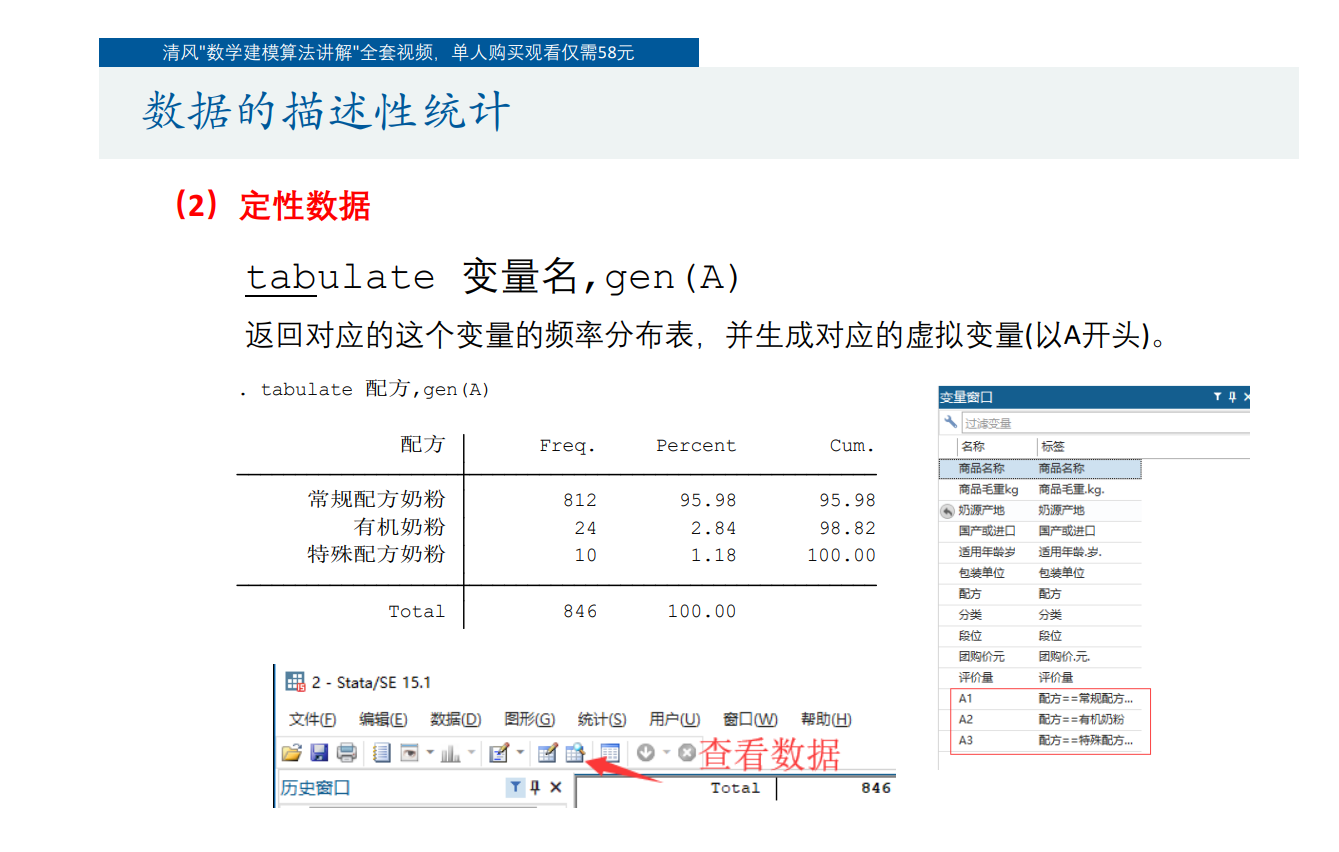 清风"数学建模算法讲解"全套视频，单人购买观看仅需58元
数据的描述性统计
（2）定性数据
tabulate 变量名,gen(A)
返回对应的这个变量的频率分布表，并生成对应的虚拟变量(以A开头)。
. tabulate 配方,gen(A)
配方 Freq. Percent Cum.
常规配方奶粉 812 95.98 95.98
有机奶粉 24 2.84 98.82
特殊配方奶粉 10 1.18 100.00
Total 846 100.00
变量窗口
过滤变量
名称 标签
商品名称 商品名称
商品毛重kg 商品毛重.kg.
奶源产地 奶源产地
国产或进口 国产或进口
适用年龄岁 适用年龄.岁.
包装单位 包装单位
配方 配方
分类 分类
段位 段位
团购价元 团购价.元.
评价量 评价量
A1 配方==常规配方...
A2 配方==有机奶粉
A3 配方==特殊配方...
2 - Stata/SE 15.1
文件(F) 编辑(E) 数据(D) 图形(G) 统计(S) 用户(U) 窗口(W) 帮助(H)
查看数据
历史窗口
Total 846